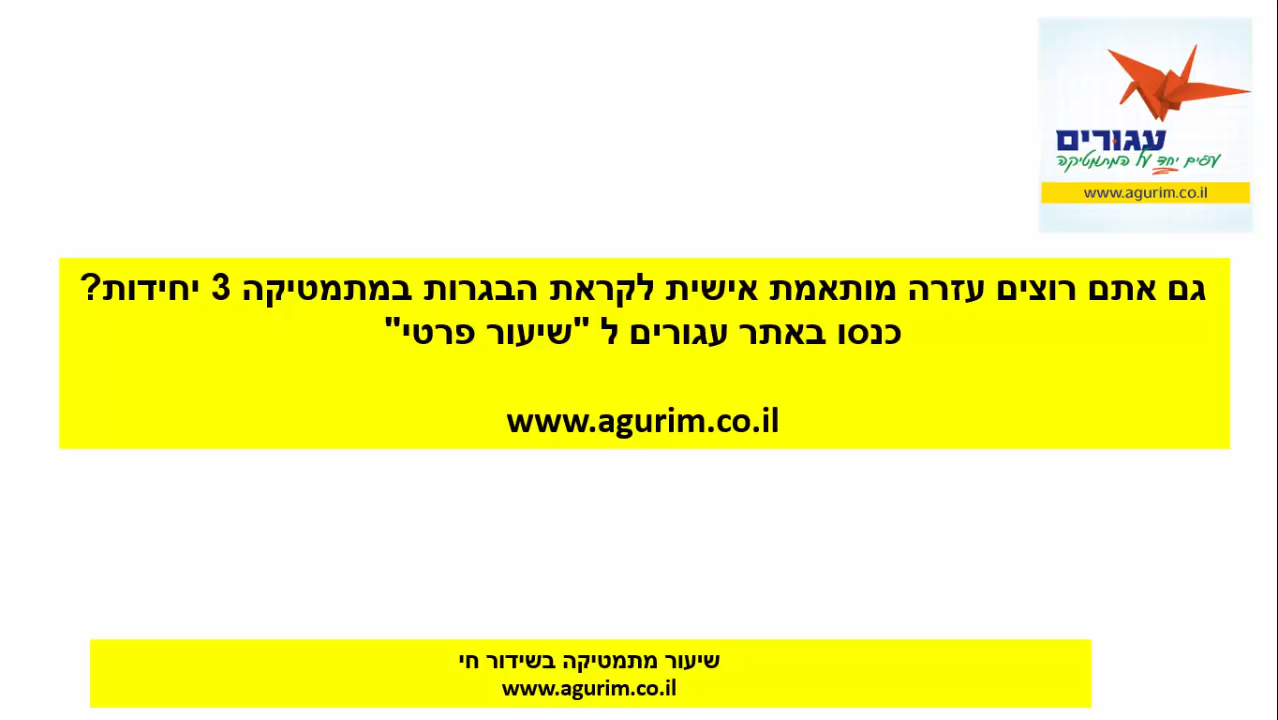 עגורים
עפים יחד על המתמטיקה
www.agurim.co.il
גם אתם רוצים עזרה מותאמת אישית לקראת הבגרות במתמטיקה 3 יחידות?
כנסו באתר עגורים ל "שיעור פרטי"
www.agurim.co.il
שיעור מתמטיקה בשידור חי
www.agurim.co.il